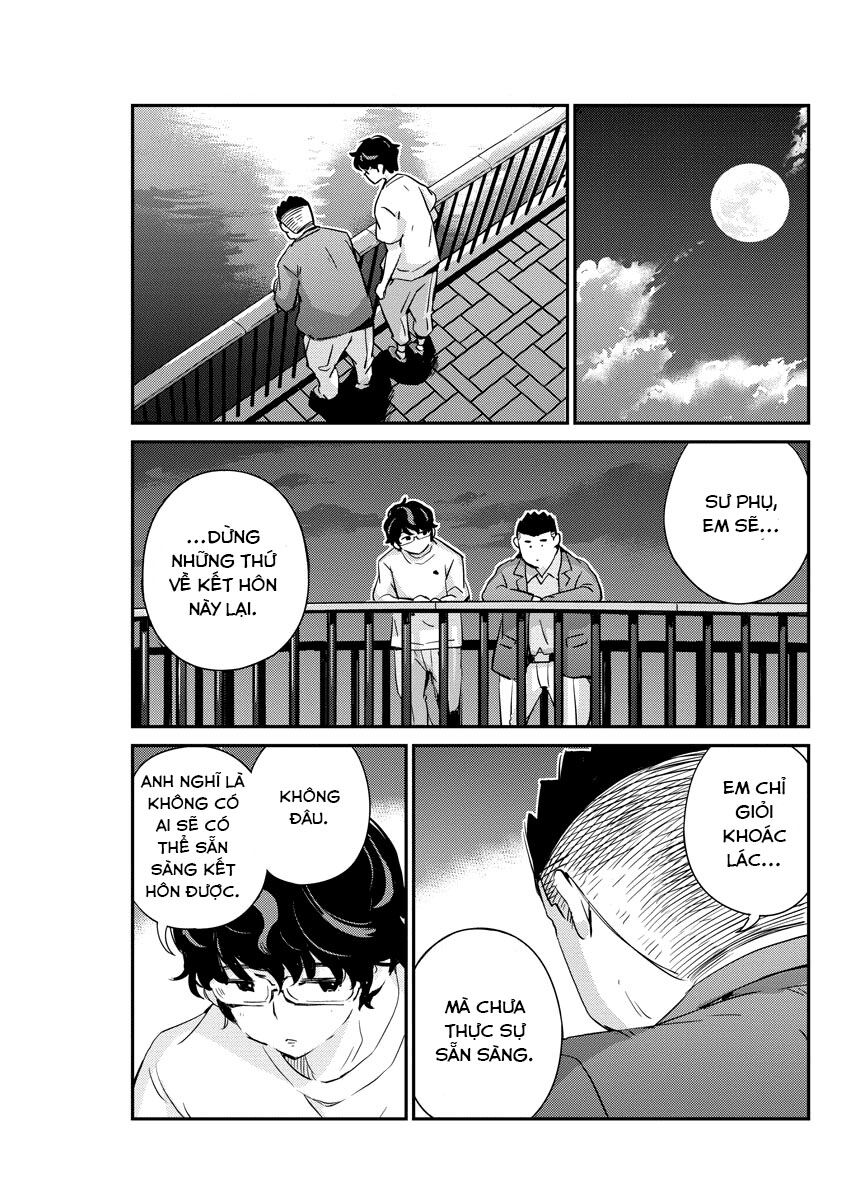 SƯ PHỤ,
EM SẼ...
...DỪNG
NHỮNG THỨ
VỀ KẾT HÔN
NÀY LẠI.
EM CHỈ
GIỎI
KHOÁC
LÁC...
MÀ CHƯA
THỰC SỰ
SẴN SÀNG.
KHÔNG
ĐÂU.
ANH NGHĨ LÀ
KHÔNG CÓ
AI SẼ CÓ
THỂ SẴN
SÀNG KẾT
HÔN ĐƯỢC.